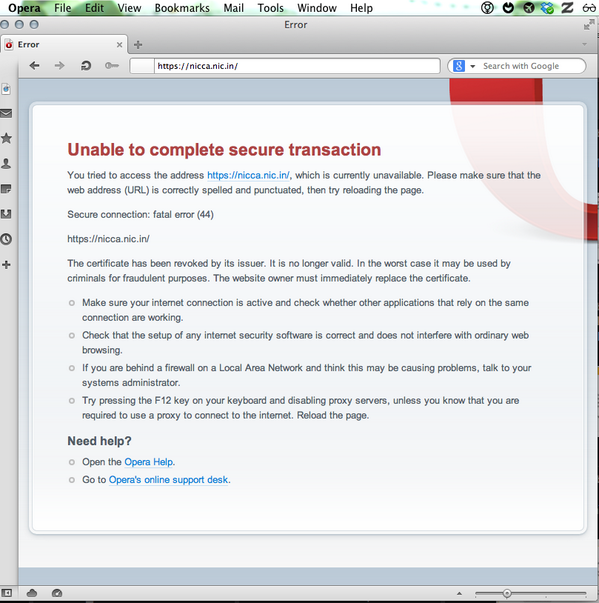 Opera File Edit View Bookmarks Mail Tools Window Help
Error
Error
https://nicca.nic.in/
Search with Google
Unable to complete secure transaction
You tried to access the address https://nicca.nic.in/, which is currently unavailable. Please make sure that the
web address (URL) is correctly spelled and punctuated, then try reloading the page.
Secure connection: fatal error (44)
https://nicca.nic.in/
The certificate has been revoked by its issuer. It is no longer valid. In the worst case it may be used by
criminals for fraudulent purposes. The website owner must immediately replace the certificate.
Make sure your internet connection is active and check whether other applications that rely on the same
connection are working.
Check that the setup of any internet security software is correct and does not interfere with ordinary web
browsing.
If you are behind a firewall on a Local Area Network and think this may be causing problems, talk to your
systems administrator.
Try pressing the F12 key on your keyboard and disabling proxy servers, unless you know that you are
required to use a proxy to connect to the internet. Reload the page.
Need help?
Open the Opera Help.
Go to Opera's online support desk.